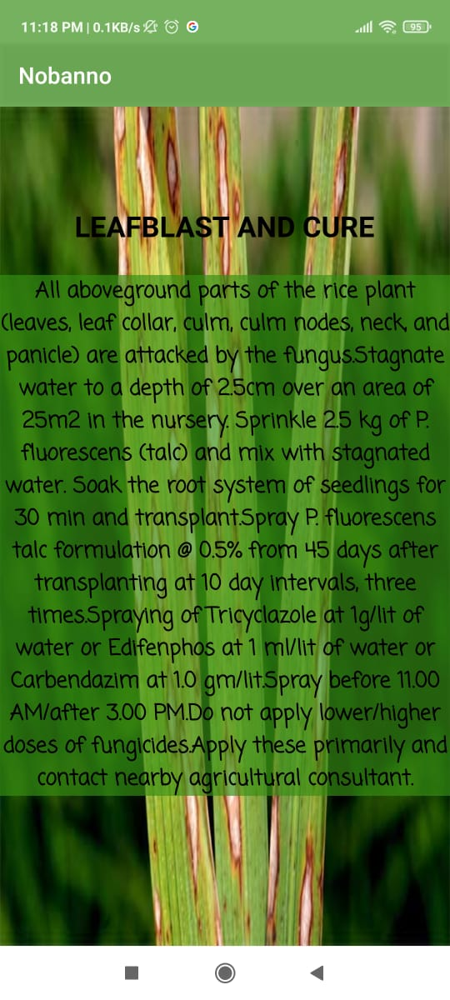 11:18 PM | 0.1KB/s
95
Nobanno
LEAFBLAST AND CURE
All aboveground parts of the rice plant
(leaves, leaf collar, culm, culm nodes, neck, and
panicle) are attacked by the fungus.Stagnate
water to a depth of 2.5cm over an area of
25m2 in the nursery. Sprinkle 2.5 kg of P.
fluorescens (talc) and mix with stagnated
water. Soak the root system of seedlings for
30 min and transplant.Spray P. fluorescens
talc formulation @ 0.5% from 45 days after
transplanting at 10 day intervals, three
times.Spraying of Tricyclazole at 1g/lit of
water or Edifenphos at 1 ml/lit of water or
Carbendazim at 1.0 gm/lit.Spray before 11.00
AM/after 3.00 PM.Do not apply lower/higher
doses of fungicides.Apply these primarily and
contact nearby agricultural consultant.